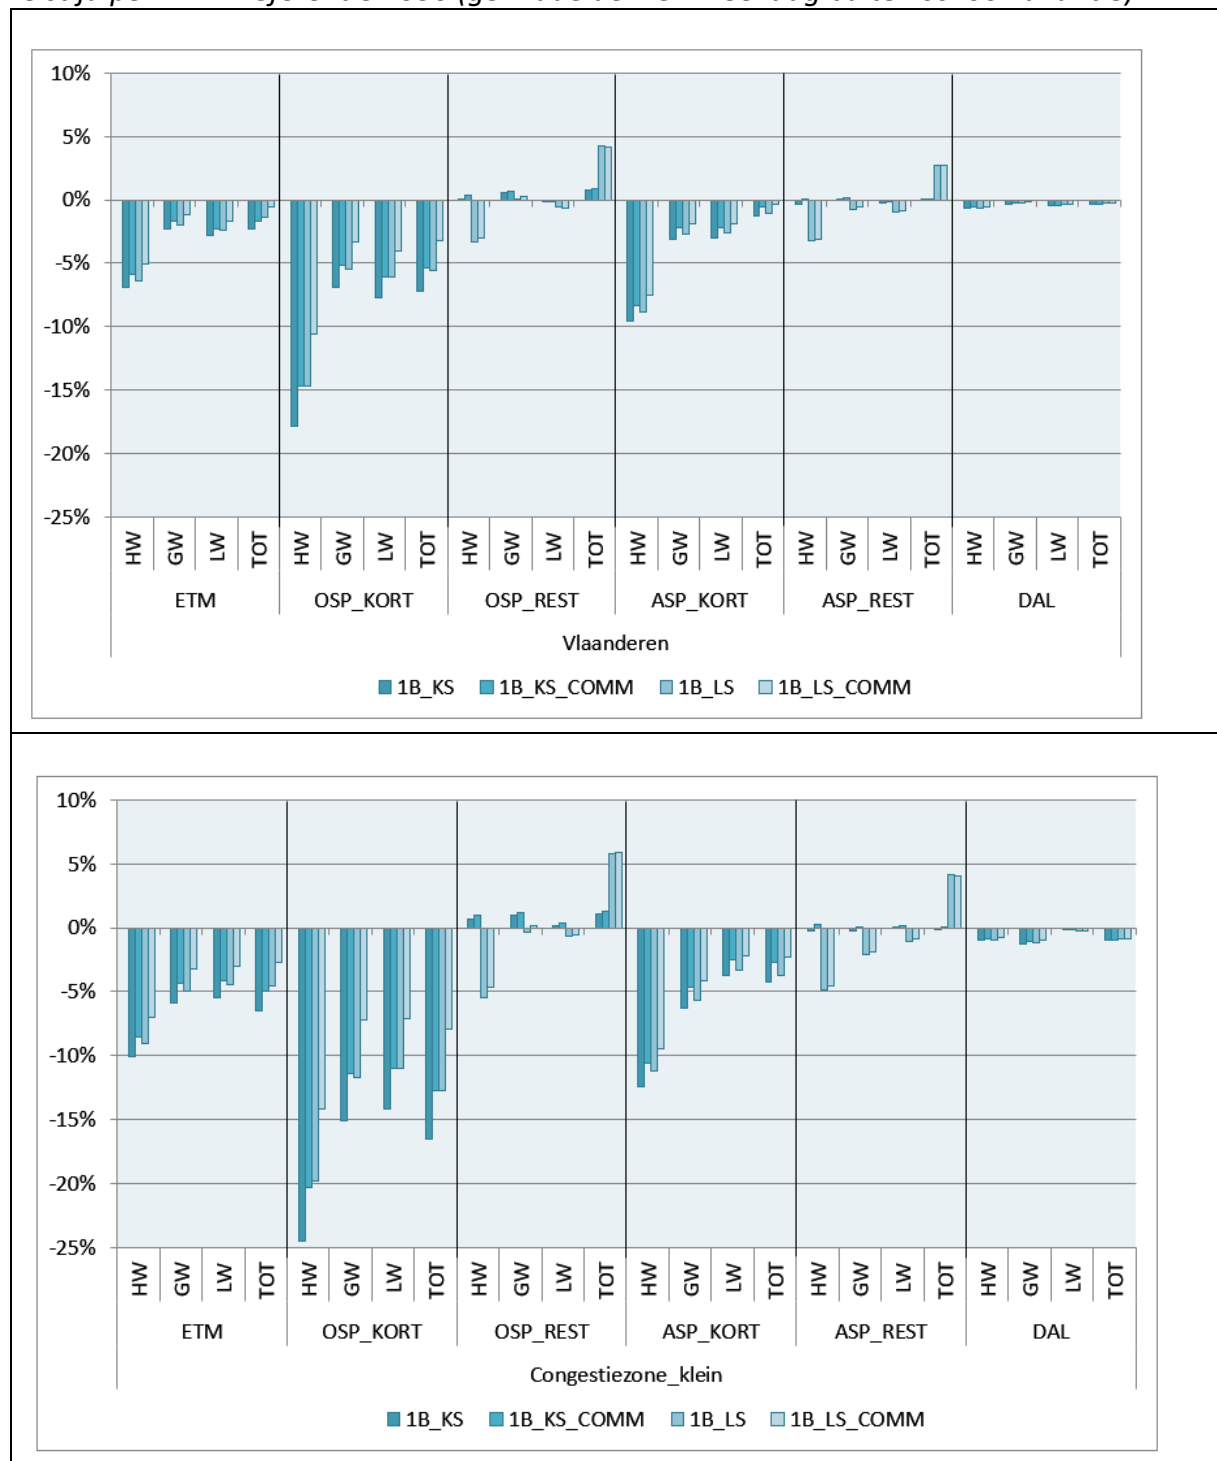 10%
5%
0%
-5%
-10%
-15%
-20%
-25%
HW GW LW TOT HW GW LW TOT HW GW LW TOT HW GW LW TOT HW GW LW TOT HW GW LW TOT
ETM OSP_KORT OSP_REST ASP_KORT ASP_REST DAL
Vlaanderen
1B_KS 1B_KS_COMM 1B_LS 1B_LS_COMM
10%
5%
0%
-5%
-10%
-15%
-20%
-25%
HW GW LW TOT HW GW LW TOT HW GW LW TOT HW GW LW TOT HW GW LW TOT HW GW LW TOT
ETM OSP_KORT OSP_REST ASP_KORT ASP_REST DAL
Congestiezone_klein
1B_KS 1B_KS_COMM 1B_LS 1B_LS_COMM